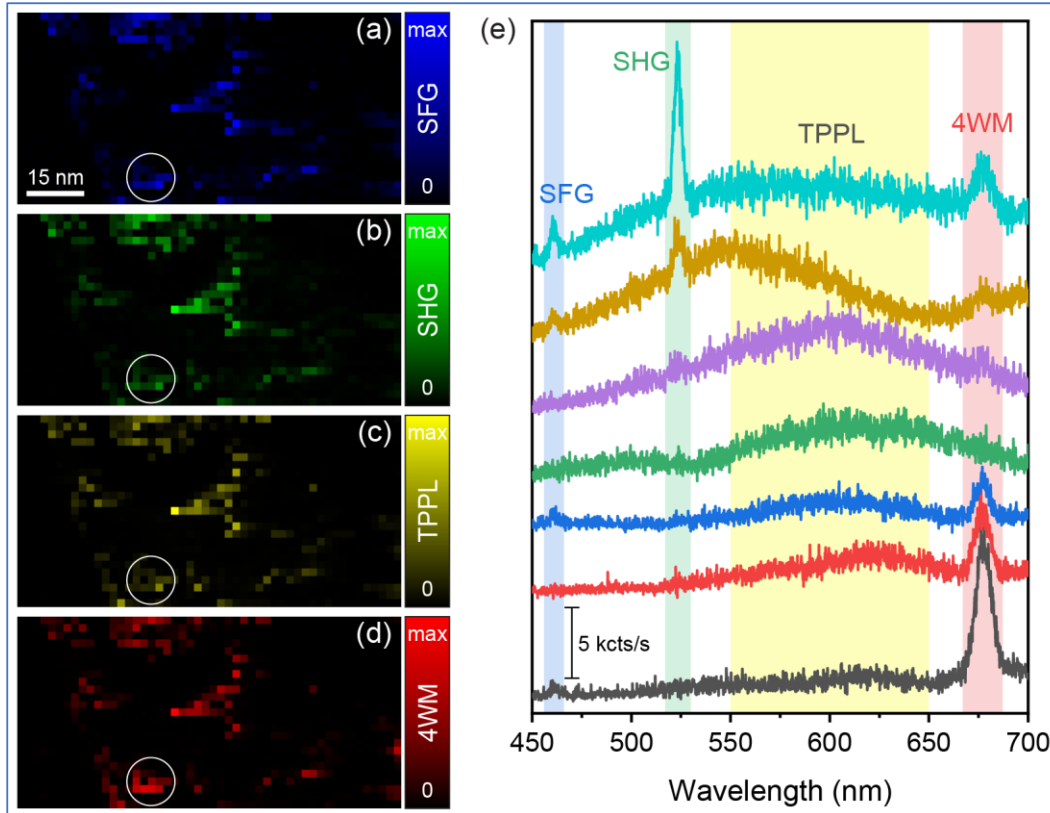 (a)
max
SFG
0
15 nm
(b)
max
SHG
0
(c)
max
TPPL
0
(d)
max
4WM
0
(e)
SHG
TPPL
4WM
SFG
5 kcts/s
450 500 550 600 650 700
Wavelength (nm)